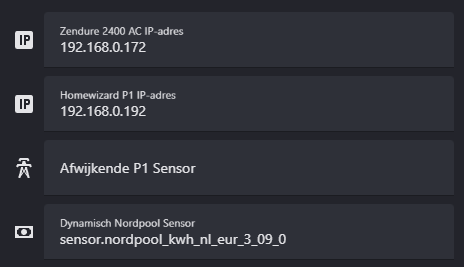 IP
Zendure 2400 AC IP-adres
192.168.0.172
IP
Homewizard P1 IP-adres
192.168.0.192
Afwijkende P1 Sensor
Dynamisch Nordpool Sensor
sensor.nordpool_kwh_nl_eur_3_09_0